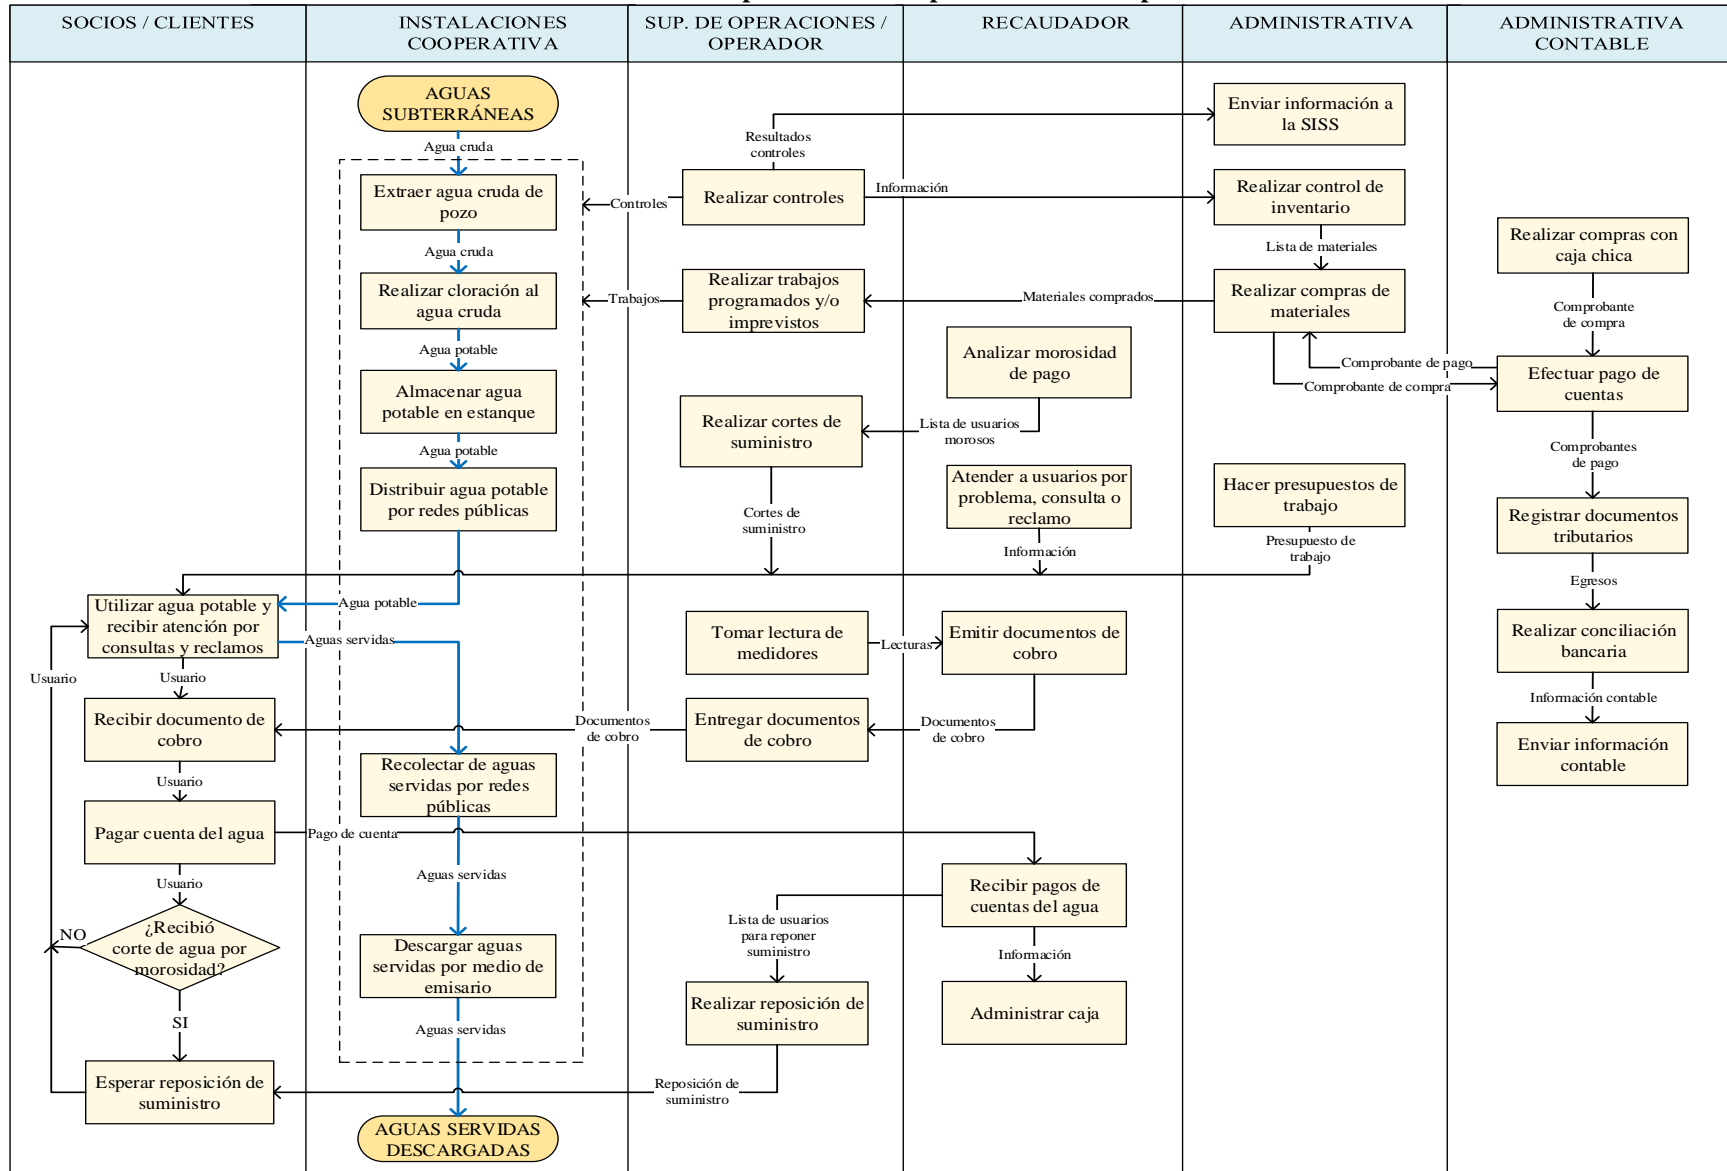 SOCIOS / CLIENTES
INSTALACIONES
COOPERATIVA
SUP. DE OPERACIONES /
OPERADOR
RECAUDADOR
ADMINISTRATIVA
ADMINISTRATIVA
CONTABLE
AGUAS
SUBTERRÁNEAS
Agua cruda
Extraer agua cruda de
pozo
Agua cruda
Realizar cloración al
agua cruda
Agua potable
Almacenar agua
potable en estanque
Agua potable
Distribuir agua potable
por redes públicas
Agua potable
Aguas servidas
Recolectar de aguas
servidas por redes
públicas
Aguas servidas
Descargar aguas
servidas por medio de
emisario
Aguas servidas
AGUAS SERVIDAS
DESCARGADAS
Utilizar agua potable y
recibir atención por
consultas y reclamos
Usuario
Usuario
Recibir documento de
cobro
Usuario
Pagar cuenta del agua
Pago de cuenta
Usuario
¿Recibió
corte de agua por
morosidad?
NO
SI
Esperar reposición de
suministro
Resultados
controles
Realizar controles
Controles
Información
Realizar trabajos
programados y/o
imprevistos
Trabajos
Materiales comprados
Realizar cortes de
suministro
Cortes de
suministro
Tomar lectura de
medidores
Lecturas
Entregar documentos
de cobro
Documentos
de cobro
Documentos
de cobro
Lista de usuarios
para reponer
suministro
Realizar reposición de
suministro
Reposición de
suministro
Analizar morosidad
de pago
Lista de usuarios
morosos
Atender a usuarios por
problema, consulta o
reclamo
Información
Emitir documentos de
cobro
Recibir pagos de
cuentas del agua
Información
Administrar caja
Enviar información a
la SISS
Realizar control de
inventario
Lista de materiales
Realizar compras de
materiales
Comprobante de pago
Comprobante de compra
Hacer presupuestos de
trabajo
Presupuesto de
trabajo
Realizar compras con
caja chica
Comprobante
de compra
Efectuar pago de
cuentas
Comprobantes
de pago
Registrar documentos
tributarios
Egresos
Realizar conciliación
bancaria
Información contable
Enviar información
contable